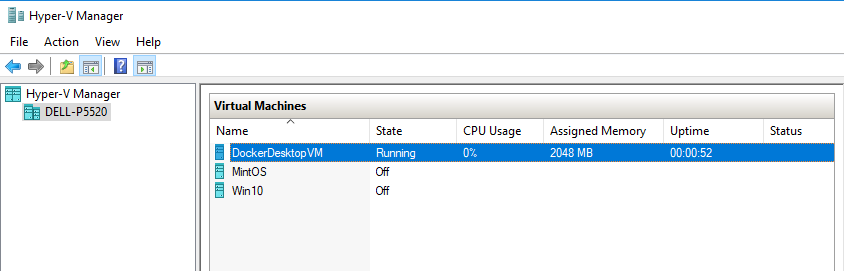 Hyper-V Manager
File Action View Help
Hyper-V Manager
DELL-P5520
Virtual Machines
Name State CPU Usage Assigned Memory Uptime Status
DockerDesktopVM Running 0% 2048 MB 00:00:52
MintOS Off
Win10 Off